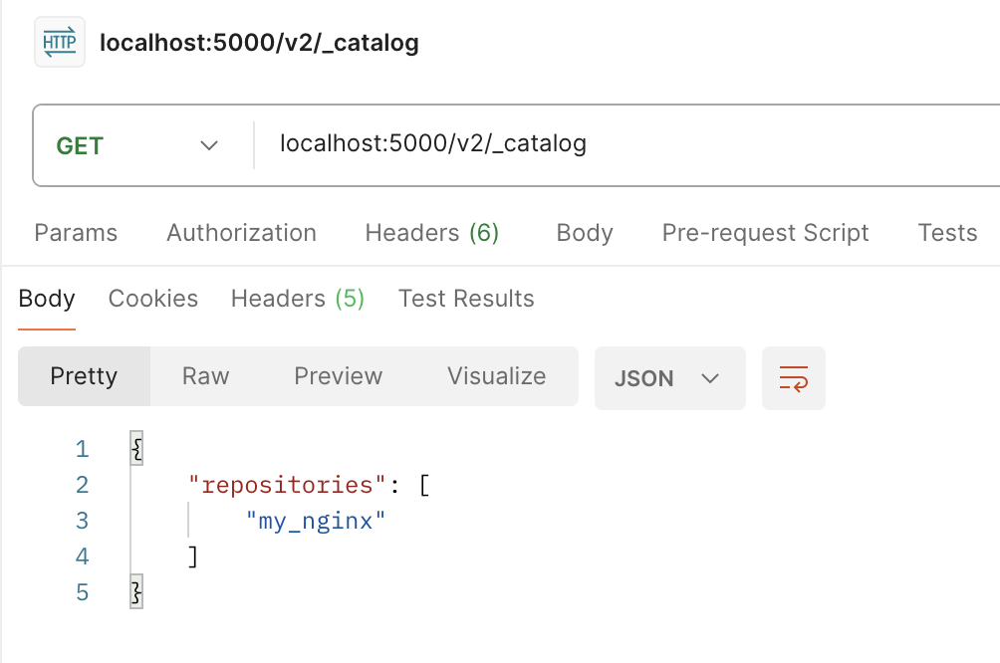 HTTP localhost:5000/v2/_catalog
GET localhost:5000/v2/_catalog
Params Authorization Headers (6) Body Pre-request Script Tests
Body Cookies Headers (5) Test Results
Pretty Raw Preview Visualize JSON
1 {
2 "repositories": [
3 "my_nginx"
4 ]
5 }